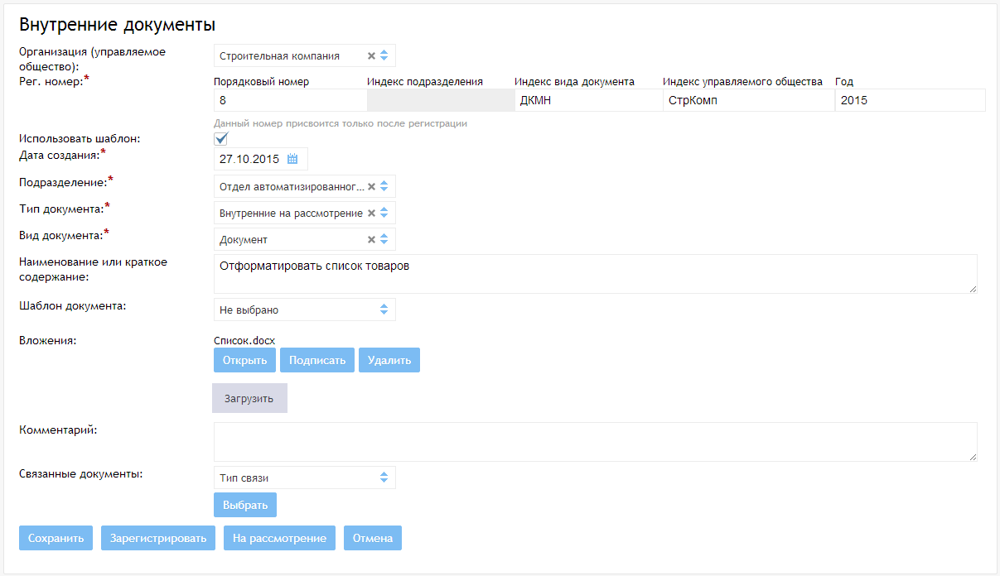 Внутренние документы
Организация (управляемое
общество):
Строительная компания
Рег. номер:*
Порядковый номер Индекс подразделения Индекс вида документа Индекс управляемого общества Год
8 ДКМН СтрКомп 2015
Данный номер присвоится только после регистрации
Использовать шаблон:
Дата создания:*
27.10.2015
Подразделение:*
Отдел автоматизированног...
Тип документа:*
Внутренние на рассмотрение
Вид документа:*
Документ
Наименование или краткое
содержание:
Отформатировать список товаров
Шаблон документа:
Не выбрано
Вложения:
Список.docx
Открыть Подписать Удалить
Загрузить
Комментарий:
Связанные документы:
Тип связи
Выбрать
Сохранить Зарегистрировать На рассмотрение Отмена